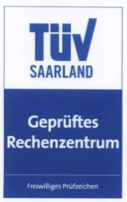 TÜV
SAARLAND
Geprüftes
Rechenzentrum
Freiwilliges Prüfzeichen